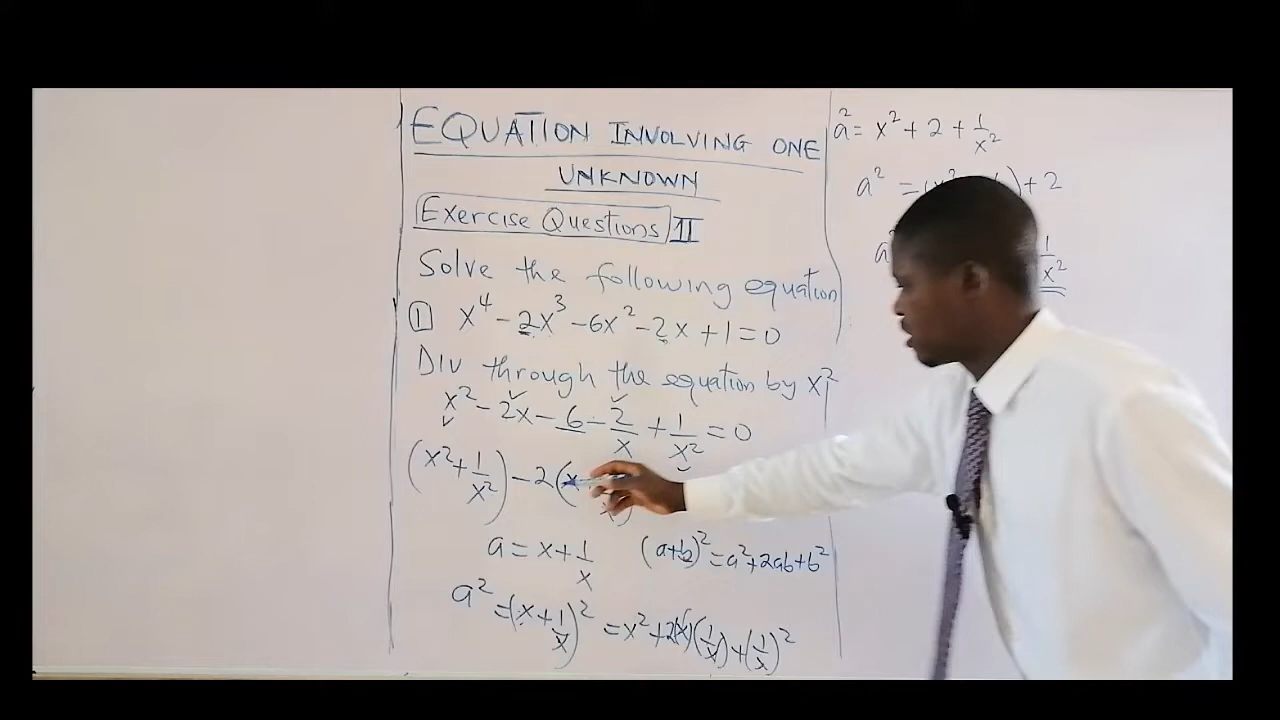 EQUATION INVOLVING ONE
UNKNOWN
Exercise Questions II
Solve the following equation
① x⁴ - 2x³ - 6x² - 2x + 1 = 0
Div through the equation by x²
x² - 2x - 6 - 2/x + 1/x² = 0
(x² + 1/x²) - 2(x
a = x + 1/x (a+b)² = a² + 2ab + b²
a² = (x + 1/x)² = x² + 2(x)(1/x) + (1/x)²
a² = x² + 2 + 1/x²
a² = (x² ) + 2
a
1/x²